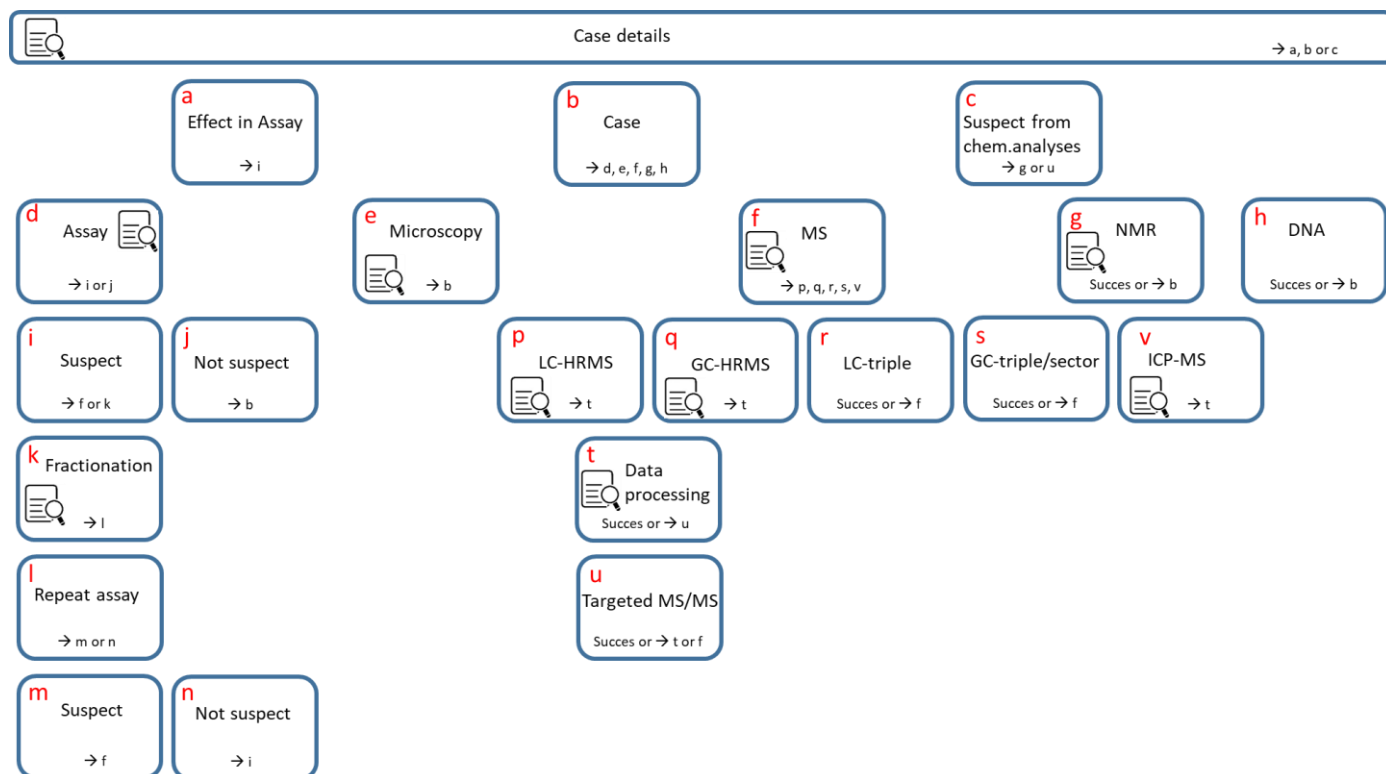 Case details
→ a, b or c
a
Effect in Assay
→ i
b
Case
→ d, e, f, g, h
c
Suspect from
chem.analyses
→ g or u
d
Assay
→ i or j
e
Microscopy
→ b
f
MS
→ p, q, r, s, v
g
NMR
Succes or → b
h
DNA
Succes or → b
i
Suspect
→ f or k
j
Not suspect
→ b
p
LC-HRMS
→ t
q
GC-HRMS
→ t
r
LC-triple
Succes or → f
s
GC-triple/sector
Succes or → f
v
ICP-MS
→ t
k
Fractionation
→ l
t
Data
processing
Succes or → u
l
Repeat assay
→ m or n
u
Targeted MS/MS
Succes or → t or f
m
Suspect
→ f
n
Not suspect
→ i